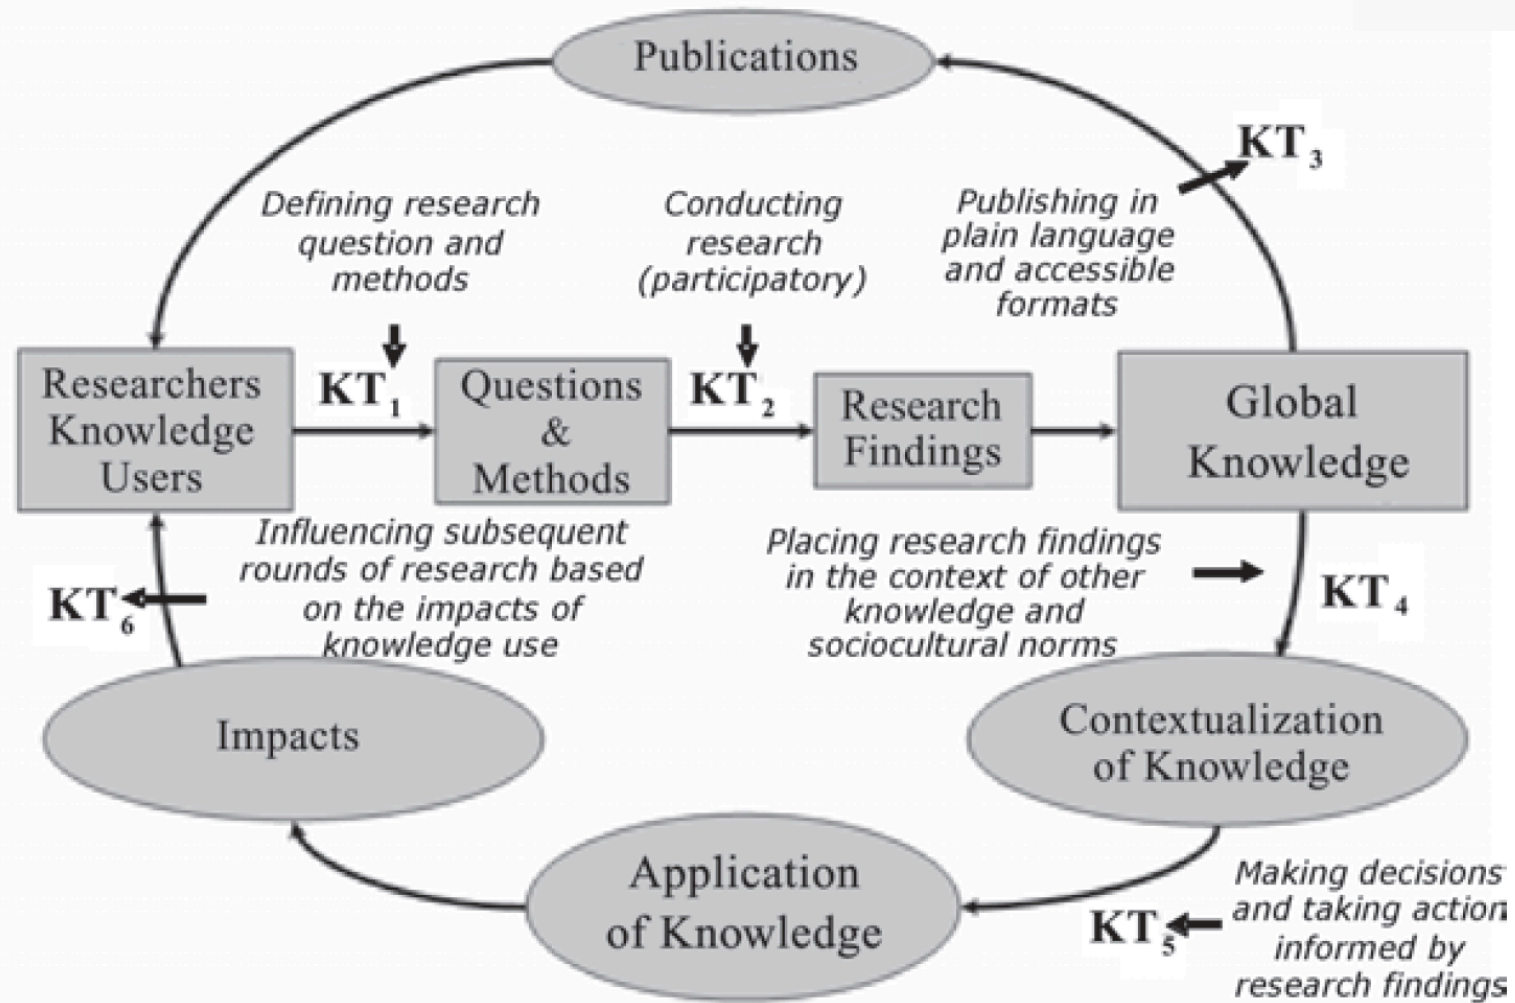 Publications
KT3
Defining research
question and
methods
Conducting
research
(participatory)
Publishing in
plain language
and accessible
formats
Researchers
Knowledge
Users
KT1
Questions
&
Methods
KT2
Research
Findings
Global
Knowledge
Influencing subsequent
rounds of research based
on the impacts of
knowledge use
Placing research findings
in the context of other
knowledge and
sociocultural norms
KT6
KT4
Impacts
Contextualization
of Knowledge
Application
of Knowledge
KT5
Making decisions
and taking action
informed by
research findings